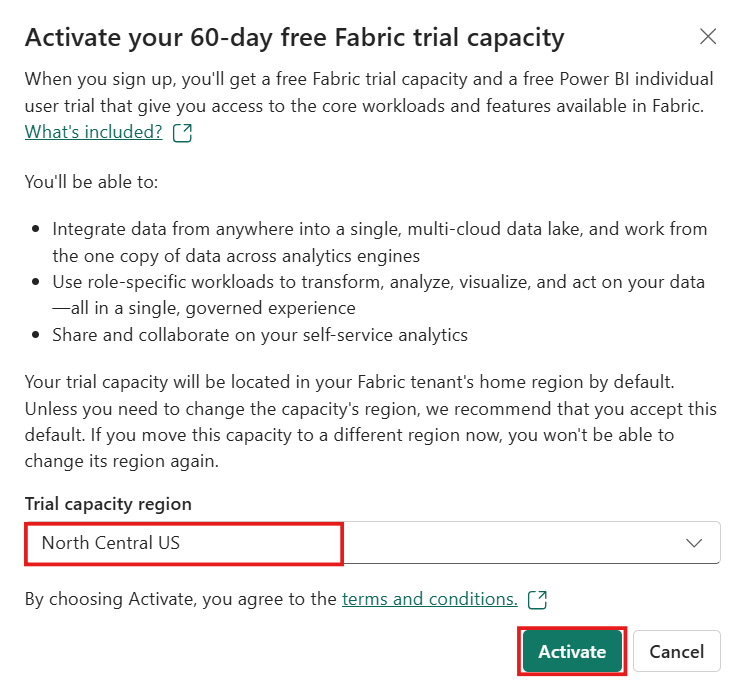 Activate your 60-day free Fabric trial capacity
When you sign up, you'll get a free Fabric trial capacity and a free Power BI individual
user trial that give you access to the core workloads and features available in Fabric.
What's included?
You'll be able to:
• Integrate data from anywhere into a single, multi-cloud data lake, and work from
the one copy of data across analytics engines
• Use role-specific workloads to transform, analyze, visualize, and act on your data
—all in a single, governed experience
• Share and collaborate on your self-service analytics
Your trial capacity will be located in your Fabric tenant's home region by default.
Unless you need to change the capacity's region, we recommend that you accept this
default. If you move this capacity to a different region now, you won't be able to
change its region again.
Trial capacity region
North Central US
By choosing Activate, you agree to the terms and conditions.
Activate Cancel